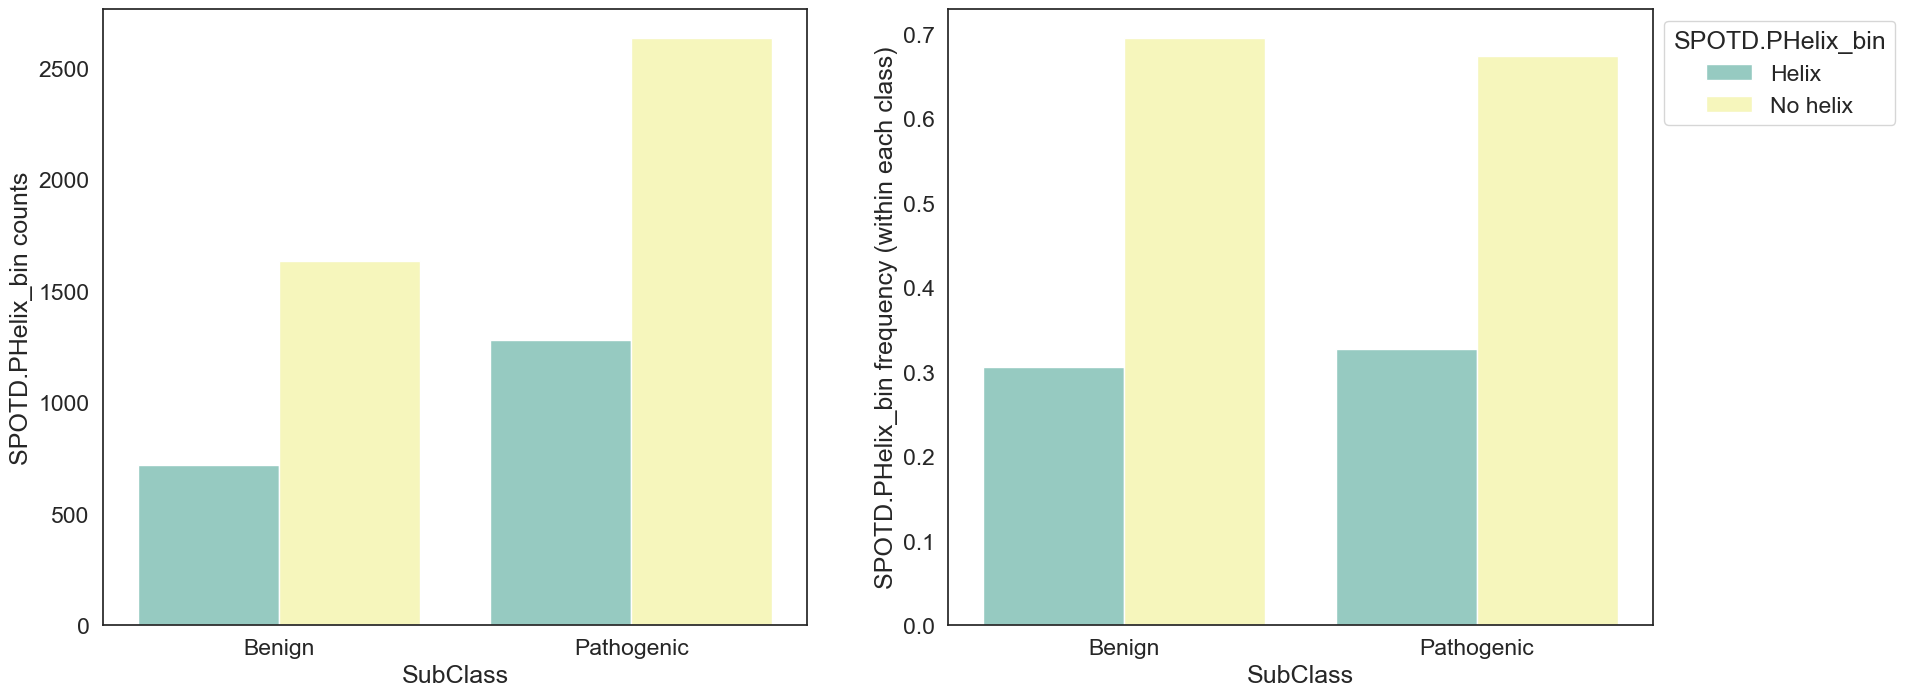 SPOTD.PHelix_bin counts
2500
2000
1500
1000
500
0
Benign
Pathogenic
SubClass
SPOTD.PHelix_bin frequency (within each class)
0.7
0.6
0.5
0.4
0.3
0.2
0.1
0.0
Benign
Pathogenic
SubClass
SPOTD.PHelix_bin
Helix
No helix